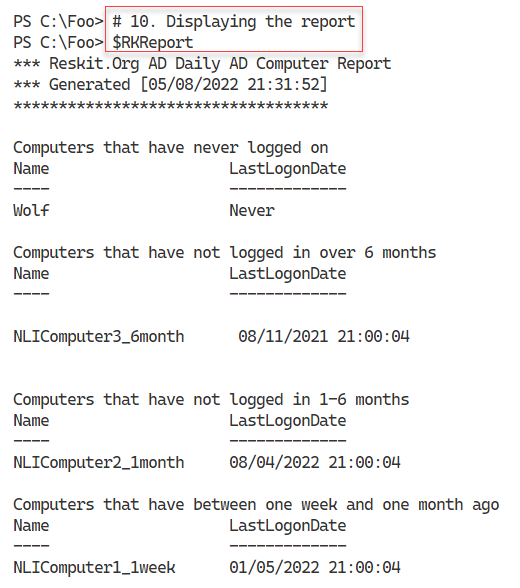 PS C:\Foo> # 10. Displaying the report
PS C:\Foo> $RKReport
*** Reskit.Org AD Daily AD Computer Report
*** Generated [05/08/2022 21:31:52]
***********************************

Computers that have never logged on
Name                    LastLogonDate
----                    -------------
Wolf                    Never

Computers that have not logged in over 6 months
Name                    LastLogonDate
----                    -------------

NLIComputer3_6month      08/11/2021 21:00:04


Computers that have not logged in 1-6 months
Name                    LastLogonDate
----                    -------------
NLIComputer2_1month     08/04/2022 21:00:04

Computers that have between one week and one month ago
Name                    LastLogonDate
----                    -------------
NLIComputer1_1week      01/05/2022 21:00:04